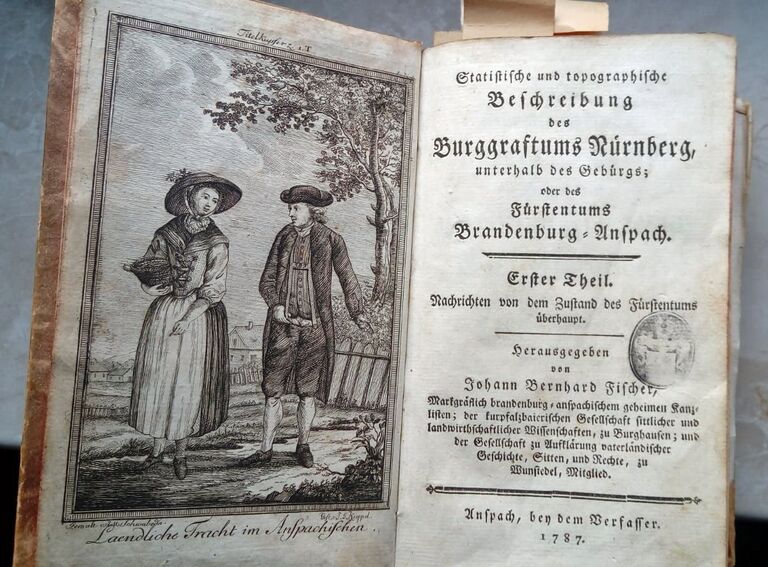 Titelkupfer z. 1. T
Laendliche Tracht im Anspachischen.
Statistische und topographische
Beschreibung
des
Burggraftums Nürnberg,
unterhalb des Gebürgs;
oder des
Fürstentums
Brandenburg-Anspach.
Erster Theil.
Nachrichten von dem Zustand des Fürstentums
überhaupt.
Herausgegeben
von
Johann Bernhard Fischer,
Markgräflich brandenburg-anspachischem geheimen Kanz-
listen; der kurpfalzbaierischen Gesellschaft sittlicher und
landwirthschaftlicher Wissenschaften, zu Burghausen; und
der Gesellschaft zu Aufklärung vaterländischer
Geschichte, Sitten, und Rechte, zu
Wunsiedel, Mitglied.
Anspach, bey dem Verfasser.
1787.